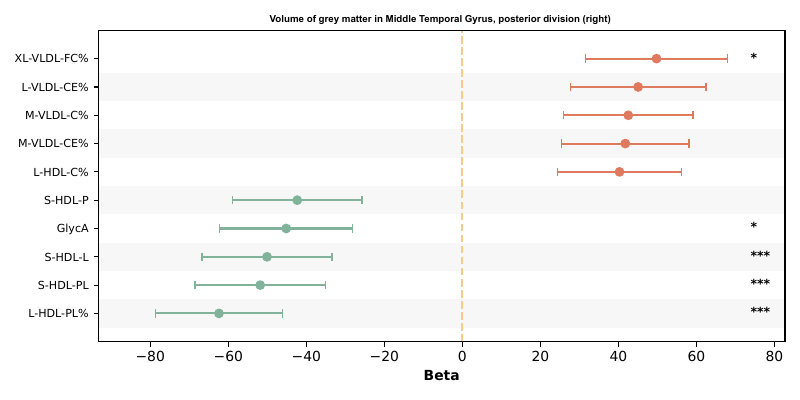 Volume of grey matter in Middle Temporal Gyrus, posterior division (right)
XL-VLDL-FC% *
L-VLDL-CE%
M-VLDL-C%
M-VLDL-CE%
L-HDL-C%
S-HDL-P
GlycA *
S-HDL-L ***
S-HDL-PL ***
L-HDL-PL% ***
−80 −60 −40 −20 0 20 40 60 80
Beta